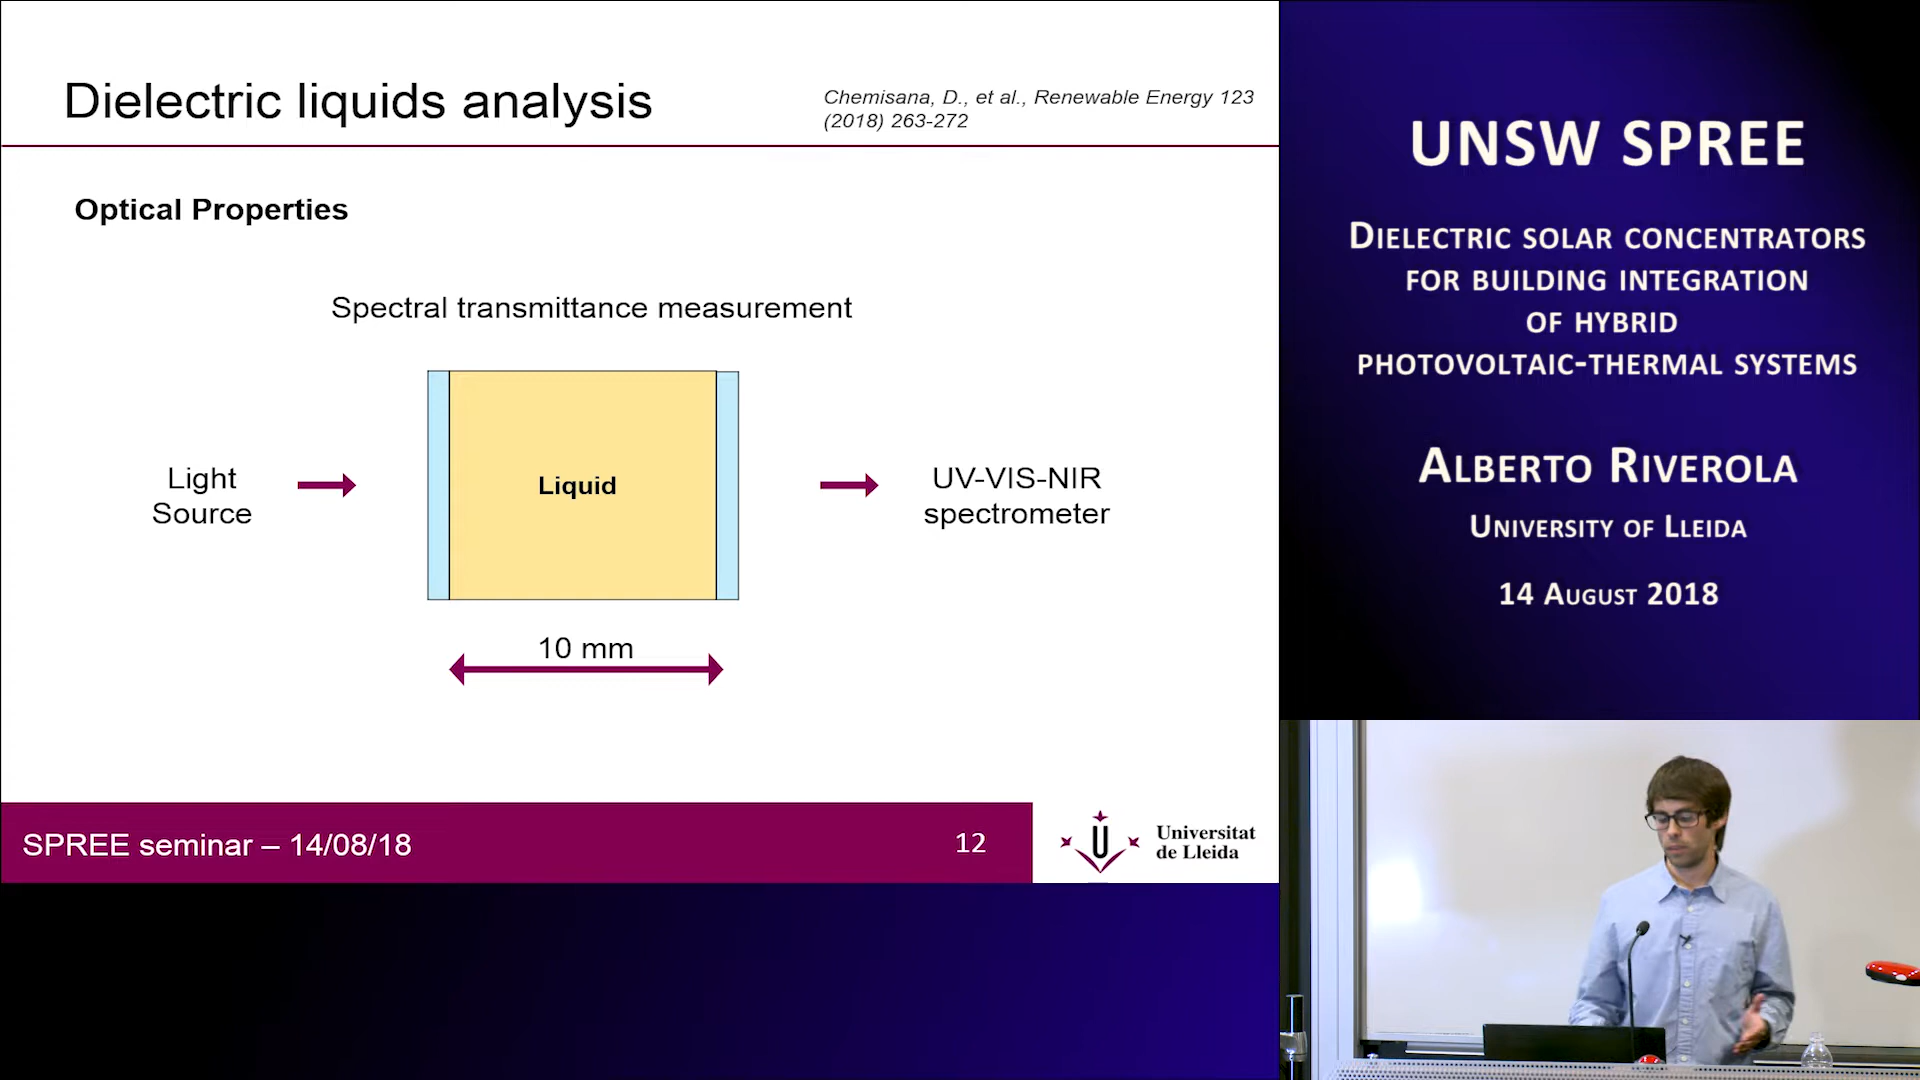 Dielectric liquids analysis
Chemisana, D., et al., Renewable Energy 123
(2018) 263-272
Optical Properties
Spectral transmittance measurement
Light
Source
Liquid
UV-VIS-NIR
spectrometer
10 mm
SPREE seminar – 14/08/18
12
U
Universitat
de Lleida
UNSW SPREE
Dielectric solar concentrators
for building integration
of hybrid
photovoltaic-thermal systems
Alberto Riverola
University of Lleida
14 August 2018